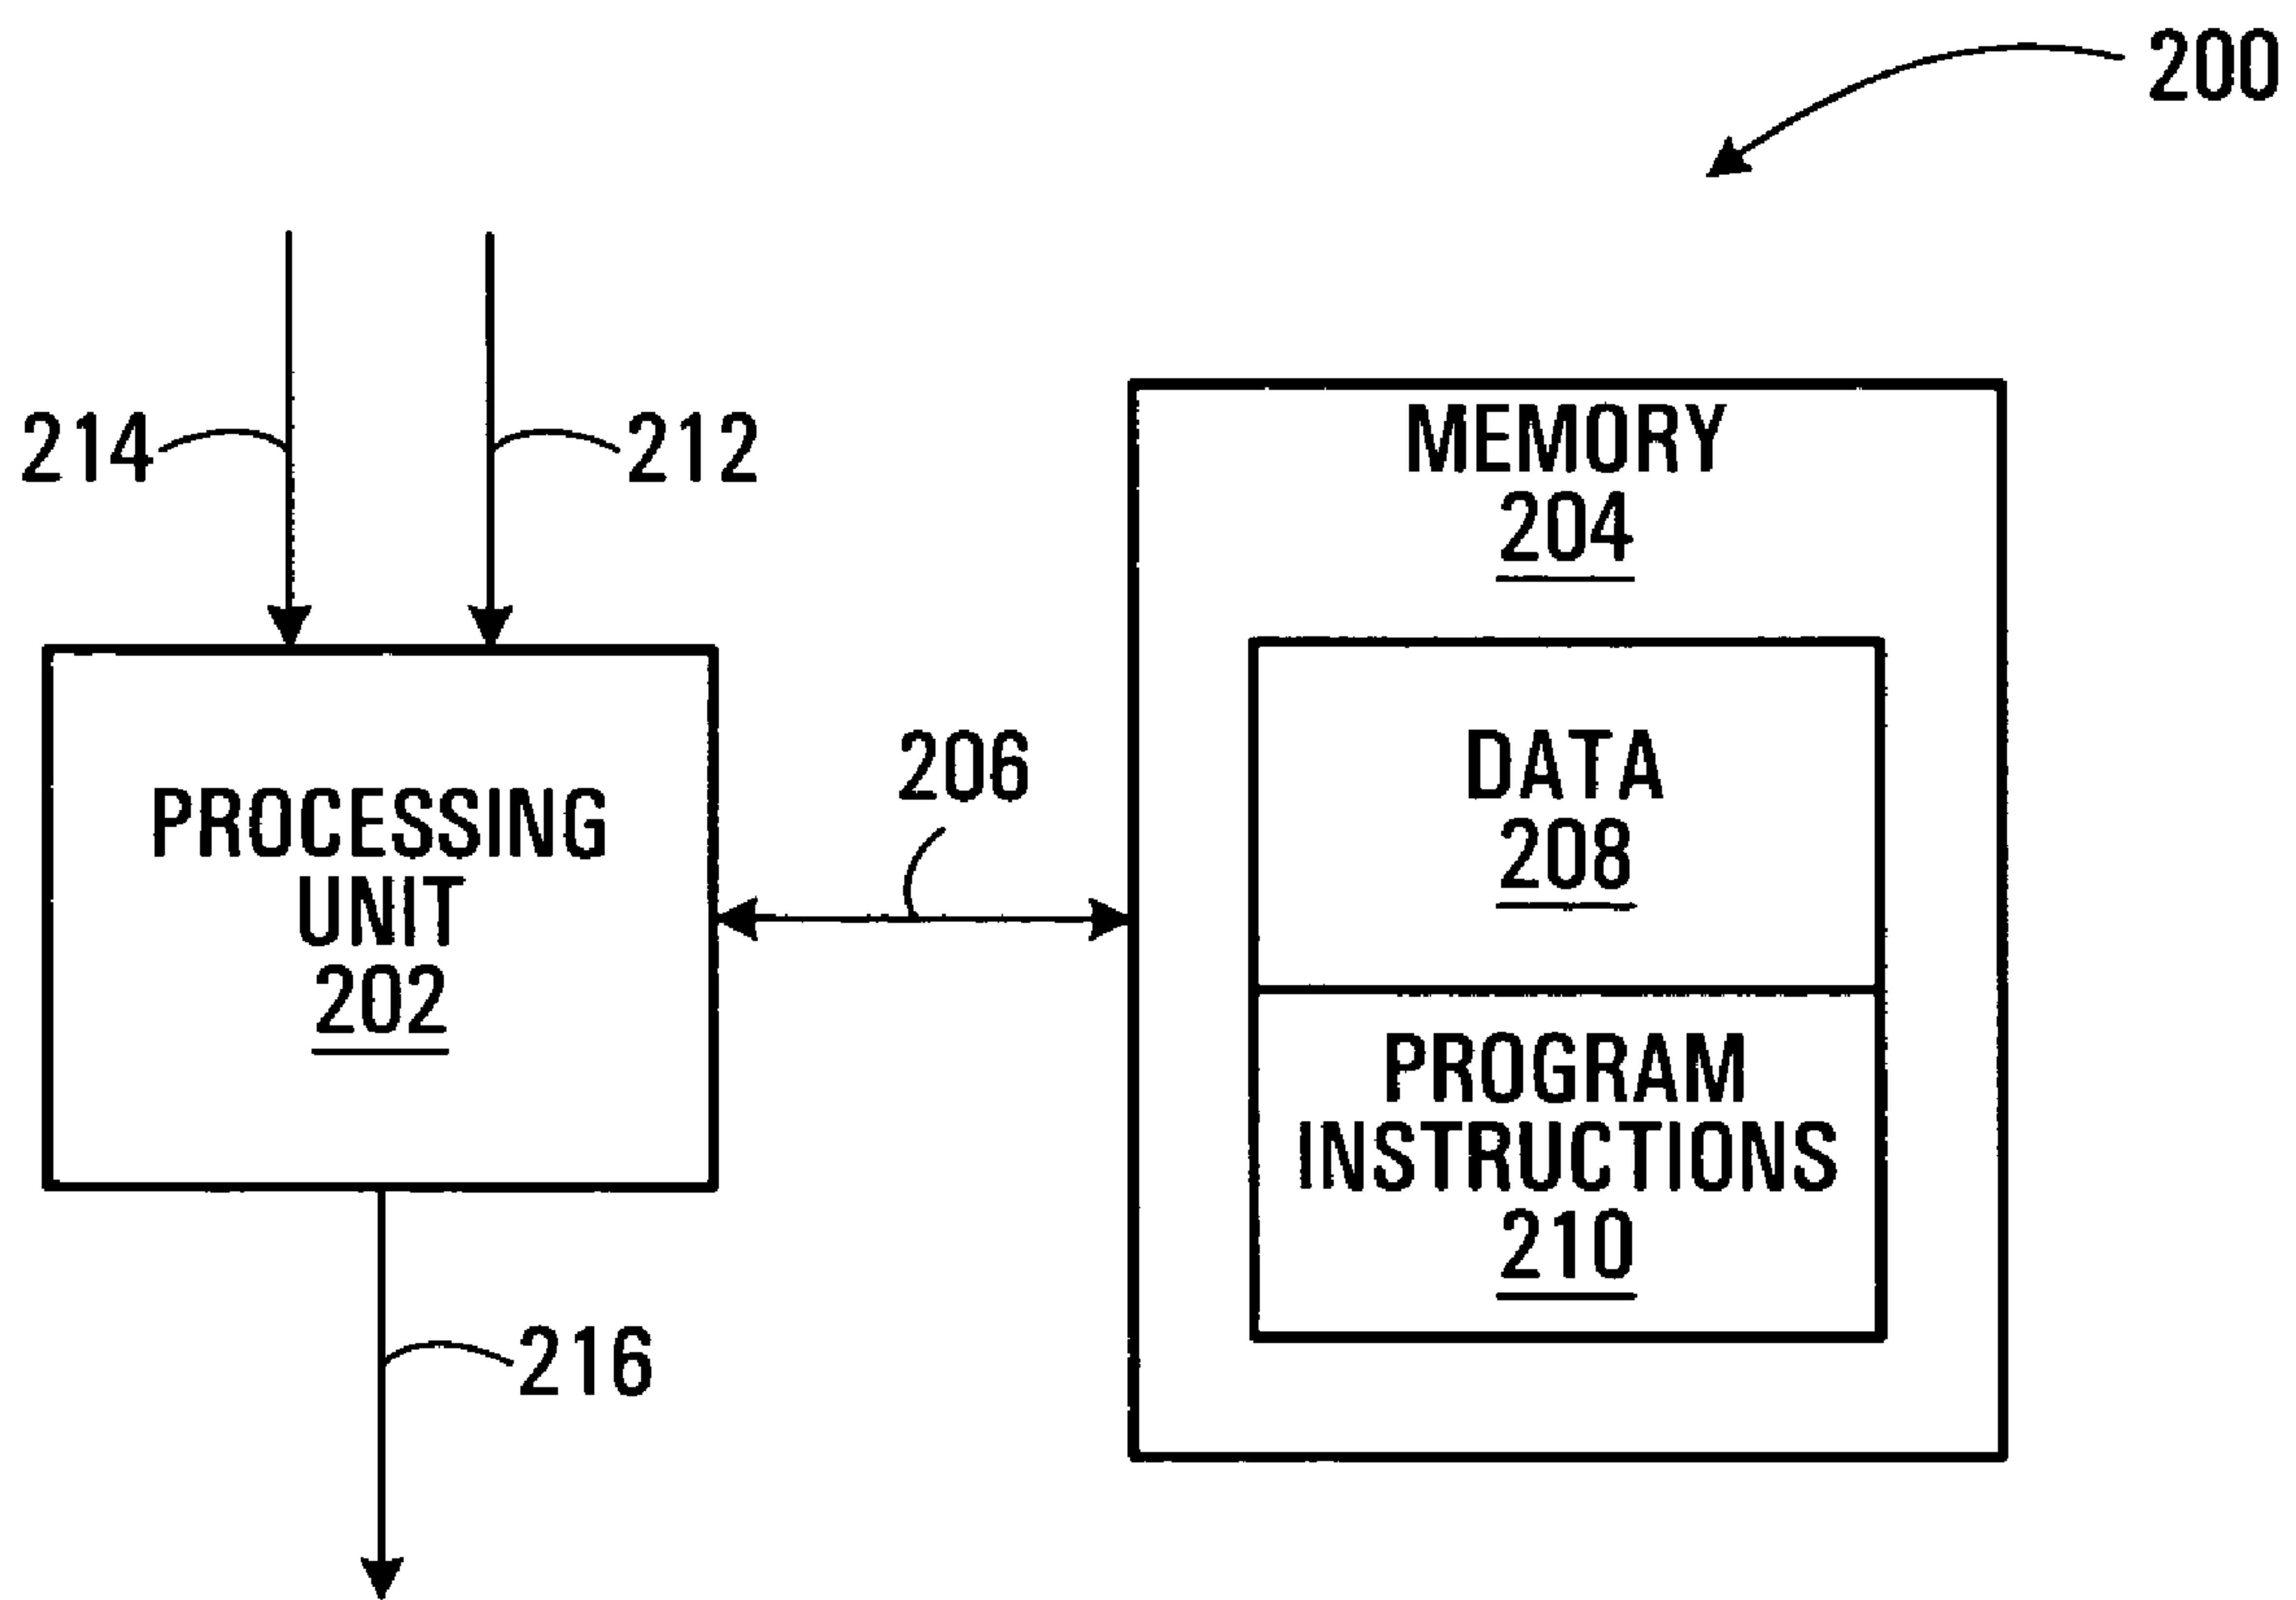 200
214
212
MEMORY
204
DATA
208
206
PROCESSING
UNIT
202
PROGRAM
INSTRUCTIONS
210
216